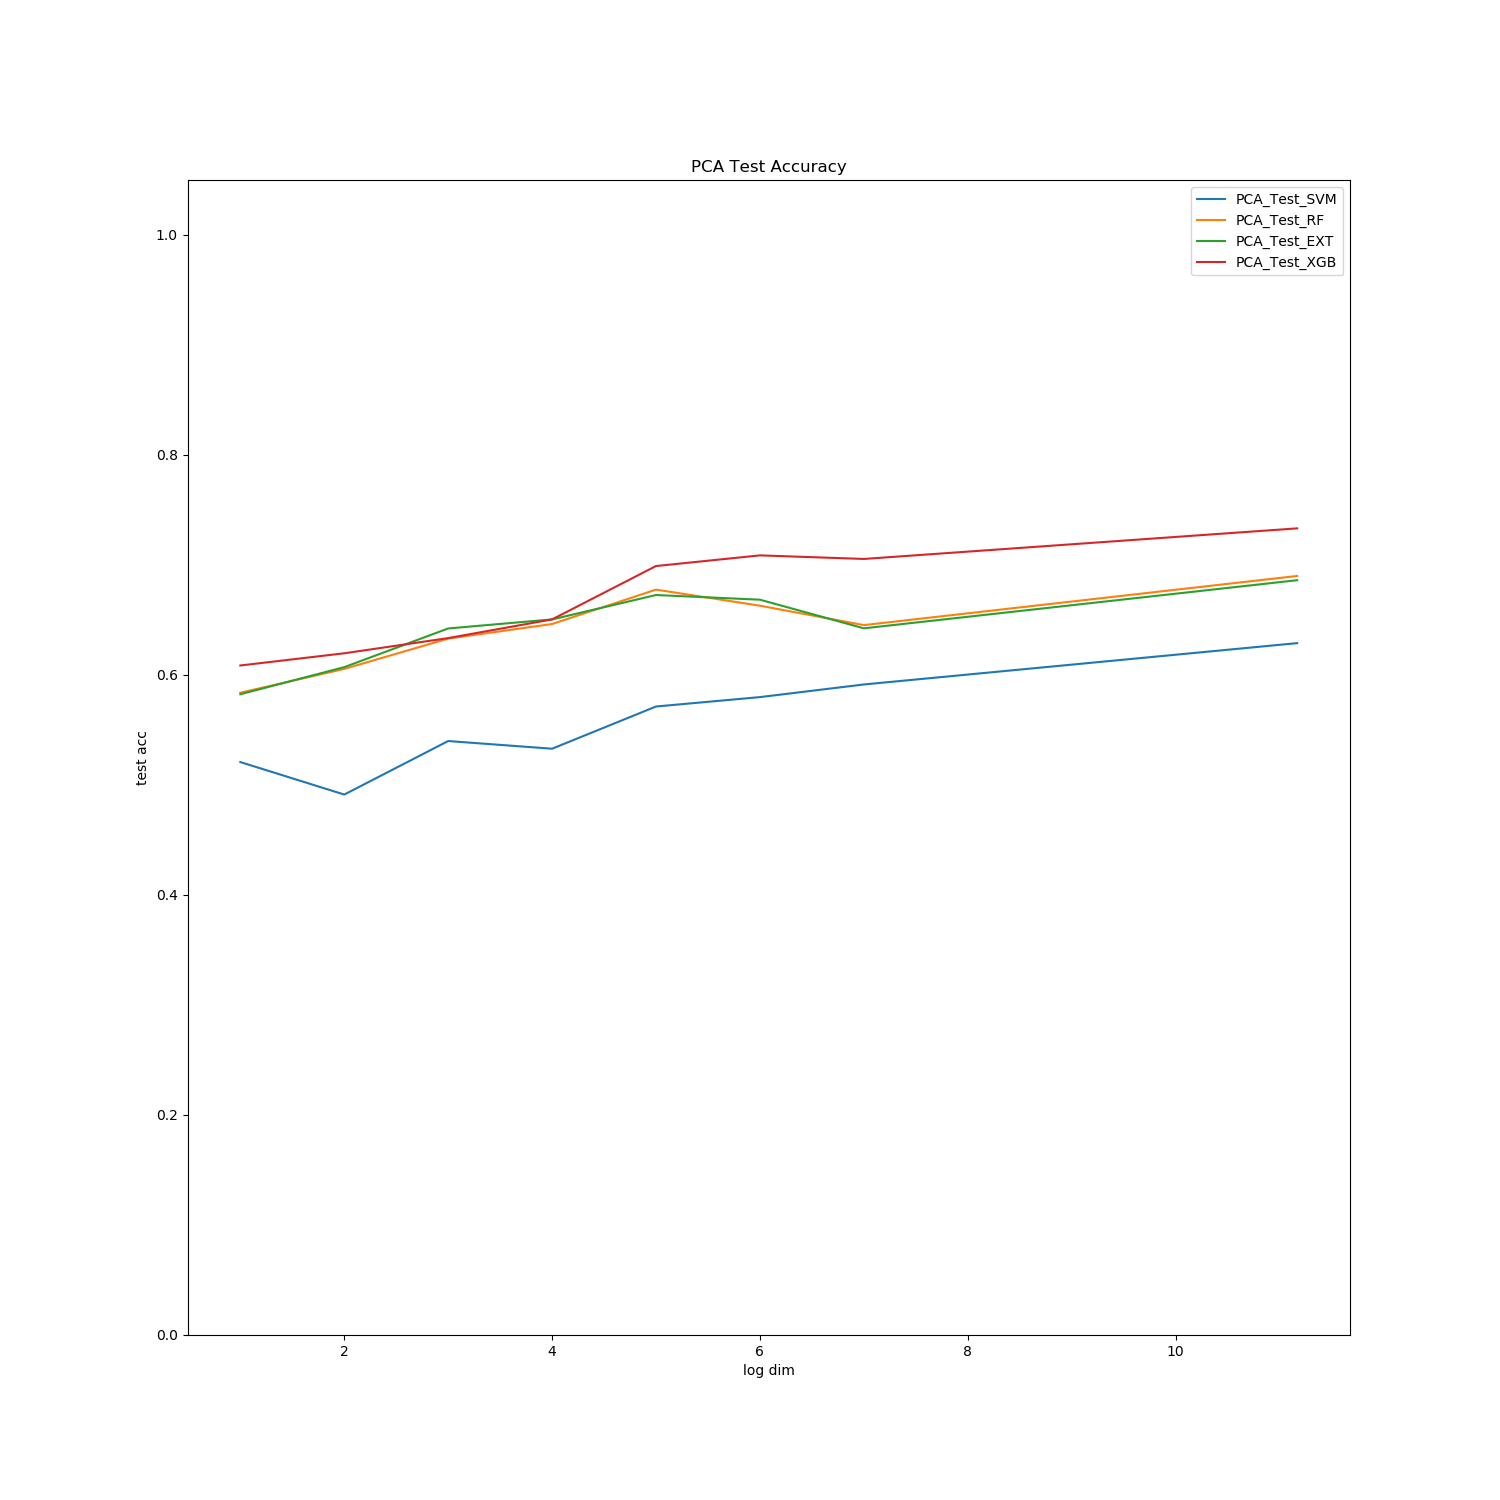 PCA Test Accuracy
PCA_Test_SVM
PCA_Test_RF
PCA_Test_EXT
PCA_Test_XGB
1.0
0.8
0.6
0.4
0.2
0.0
test acc
2 4 6 8 10
log dim